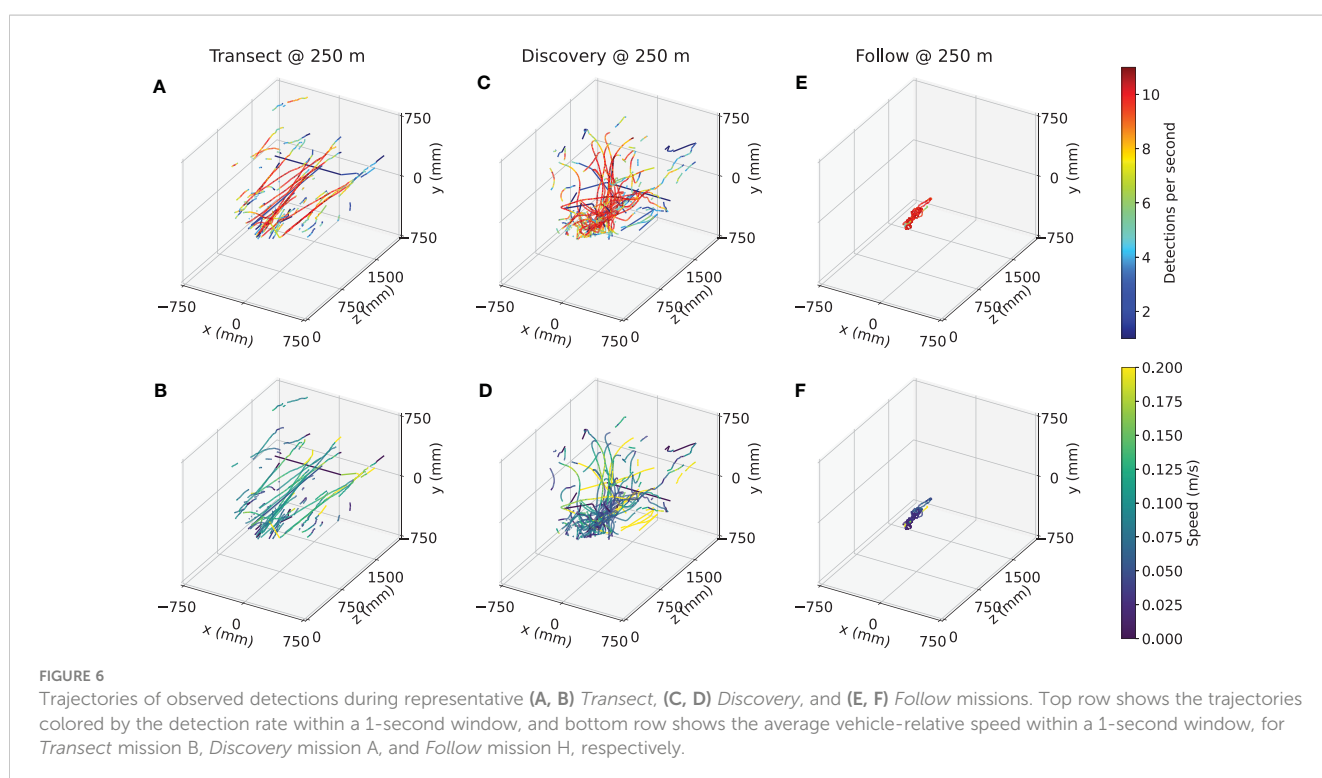 Transect @ 250 m
Discovery @ 250 m
Follow @ 250 m
A
C
E
750
0
−750
y (mm)
1500
750
0
z (mm)
−750
0
750
x (mm)
750
0
−750
y (mm)
1500
750
0
z (mm)
−750
0
750
x (mm)
750
0
−750
y (mm)
1500
750
0
z (mm)
−750
0
750
x (mm)
10
8
6
4
2
Detections per second
B
D
F
750
0
−750
y (mm)
1500
750
0
z (mm)
−750
0
750
x (mm)
750
0
−750
y (mm)
1500
750
0
z (mm)
−750
0
750
x (mm)
750
0
−750
y (mm)
1500
750
0
z (mm)
−750
0
750
x (mm)
0.200
0.175
0.150
0.125
0.100
0.075
0.050
0.025
0.000
Speed (m/s)
FIGURE 6
Trajectories of observed detections during representative (A, B) Transect, (C, D) Discovery, and (E, F) Follow missions. Top row shows the trajectories
colored by the detection rate within a 1-second window, and bottom row shows the average vehicle-relative speed within a 1-second window, for
Transect mission B, Discovery mission A, and Follow mission H, respectively.